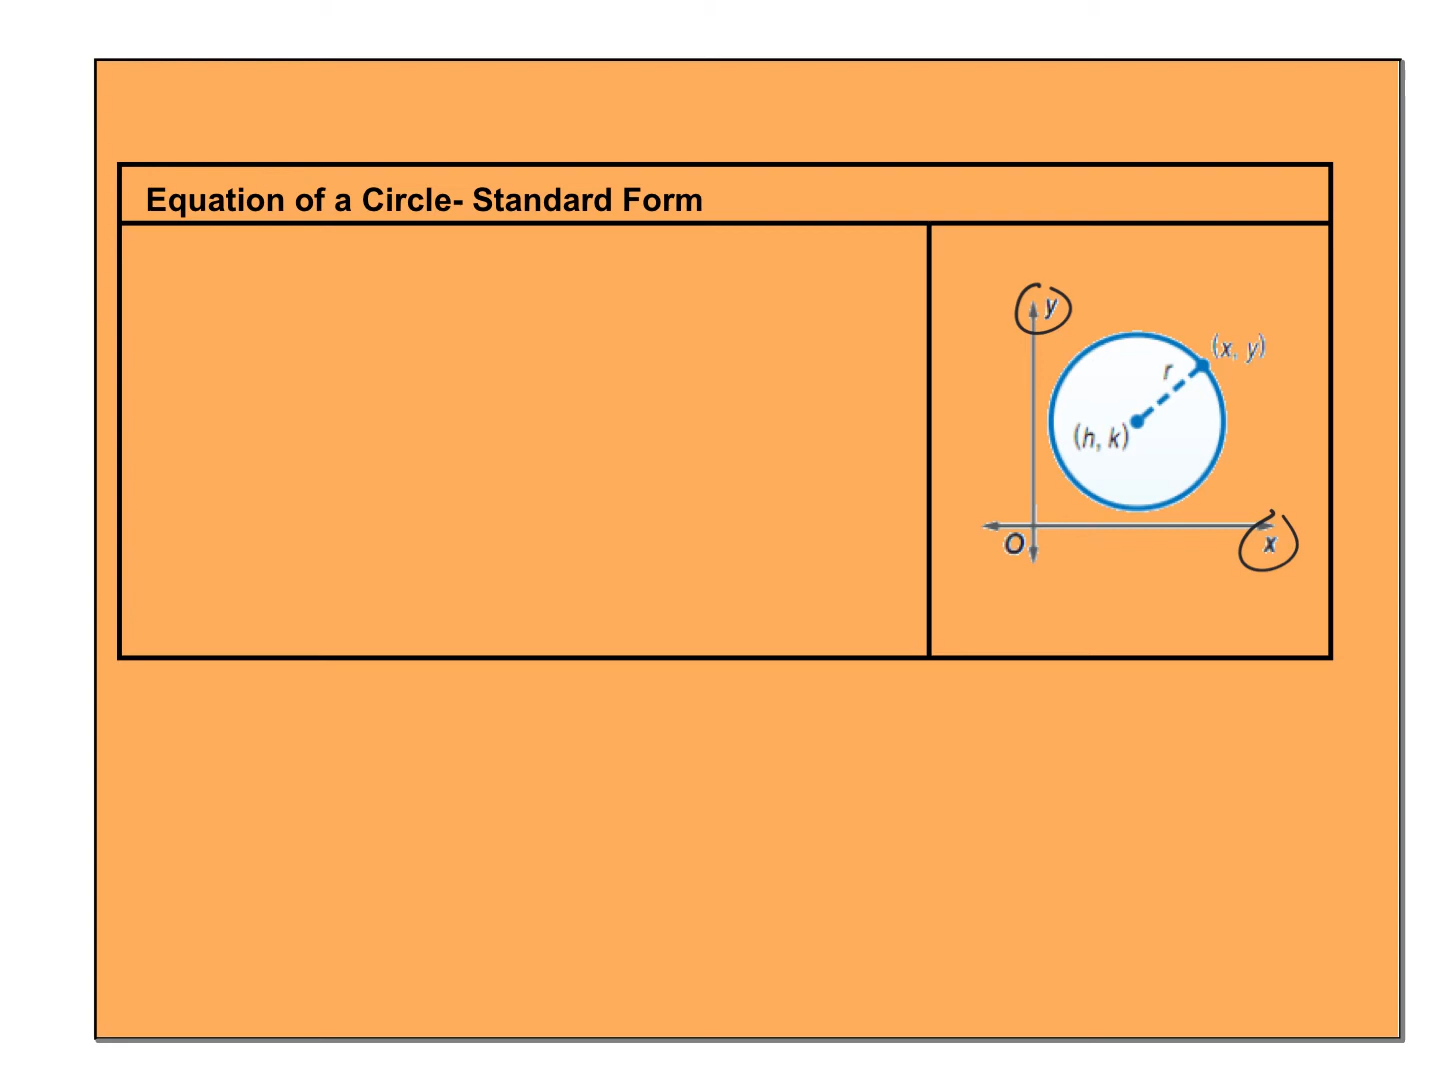 Equation of a Circle- Standard Form
y
(x, y)
r
(h, k)
O
x